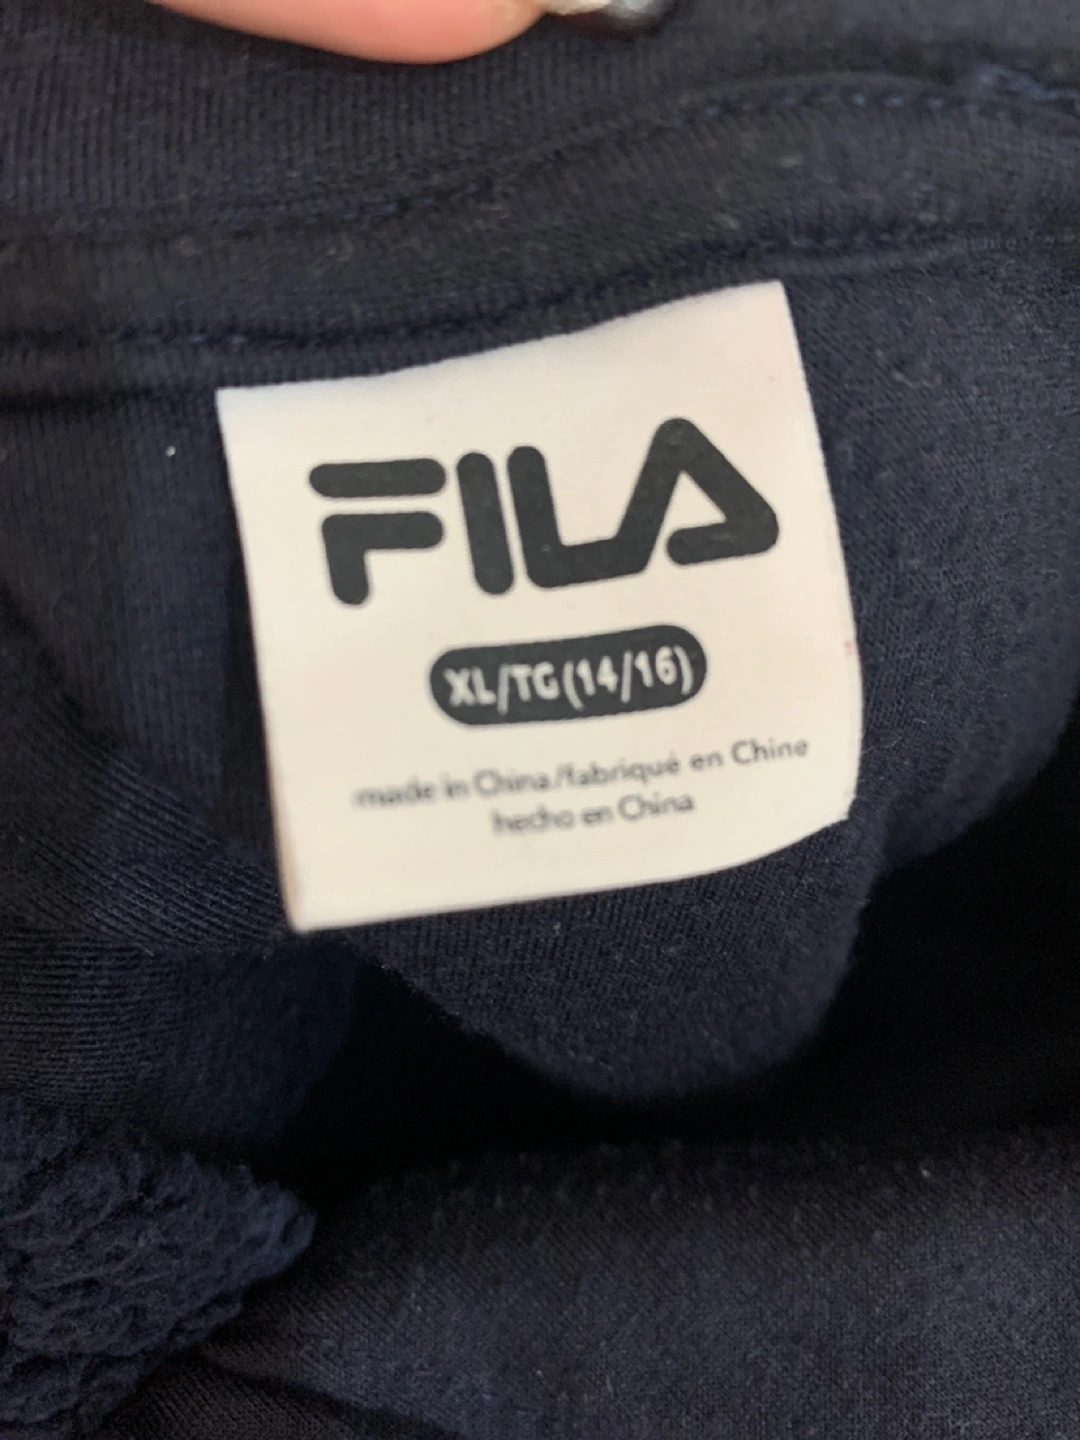 FILA
XL/TG(14/16)
made in China/fabriqué en Chine
hecho en China